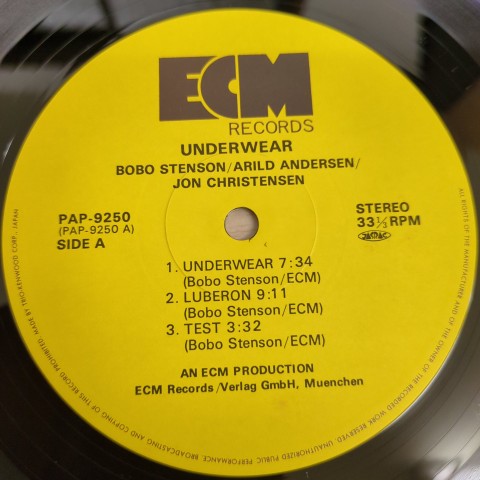 ECM
RECORDS
UNDERWEAR
BOBO STENSON/ARILD ANDERSEN/
JON CHRISTENSEN
PAP-9250
(PAP-9250 A)
SIDE A
STEREO
33⅓ RPM
JASRAC
1. UNDERWEAR 7:34
(Bobo Stenson/ECM)
2. LUBERON 9:11
(Bobo Stenson/ECM)
3. TEST 3:32
(Bobo Stenson/ECM)
AN ECM PRODUCTION
ECM Records/Verlag GmbH, Muenchen
ALL RIGHTS OF THE MANUFACTURER AND OF THE OWNER OF THE RECORDED WORK RESERVED. UNAUTHORIZED PUBLIC PERFORMANCE, BROADCASTING AND COPYING OF THIS RECORD PROHIBITED. MADE BY TRIO-KENWOOD CORP., JAPAN